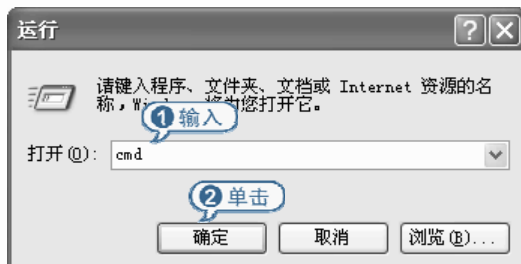 运行
请键入程序、文件夹、文档或 Internet 资源的名
称，Wi 将为您打开它。
1 输入
打开(O): cmd
2 单击
确定 取消 浏览(B)...